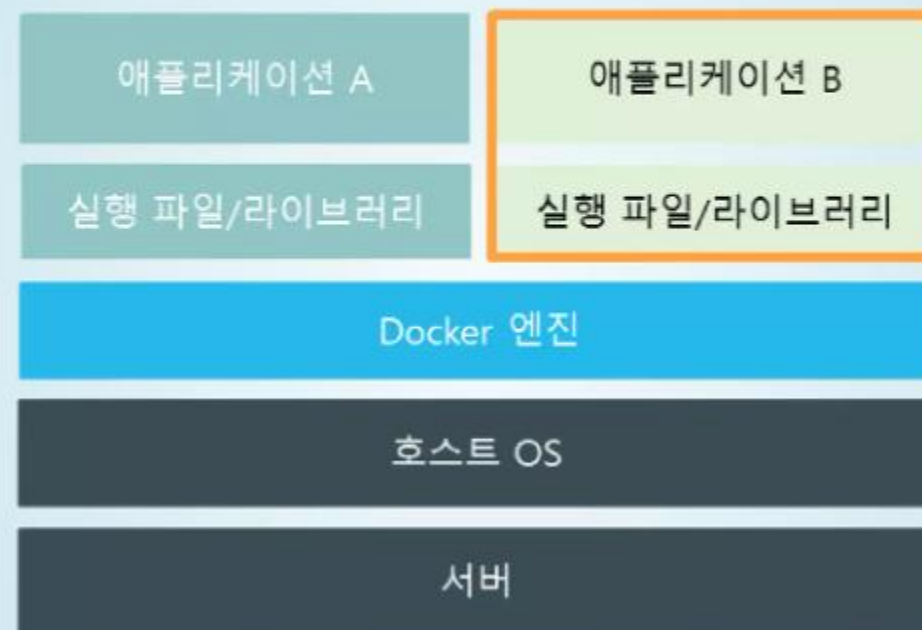 애플리케이션 A
애플리케이션 B
실행 파일/라이브러리
실행 파일/라이브러리
Docker 엔진
호스트 OS
서버